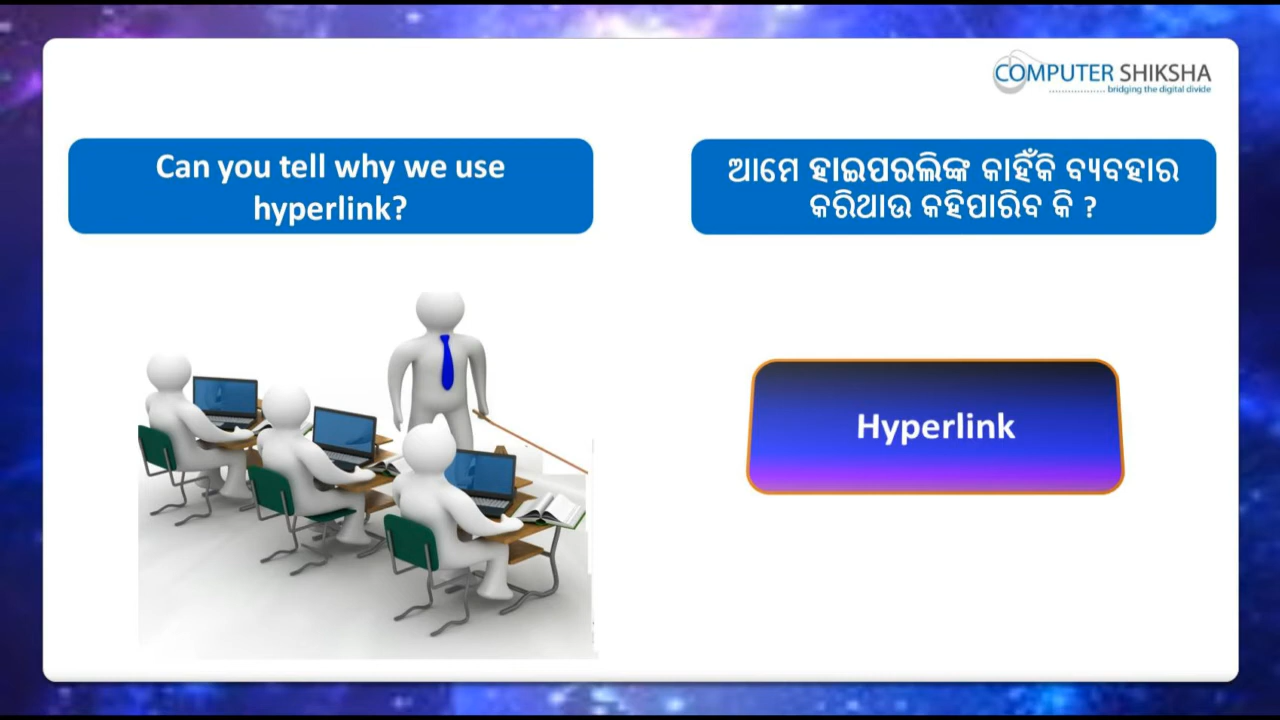 COMPUTER SHIKSHA
bridging the digital divide
Can you tell why we use
hyperlink?
ଆମେ ହାଇପରଲିଙ୍କ କାହିଁକି ବ୍ୟବହାର
କରିଥାଉ କହିପାରିବ କି ?
Hyperlink